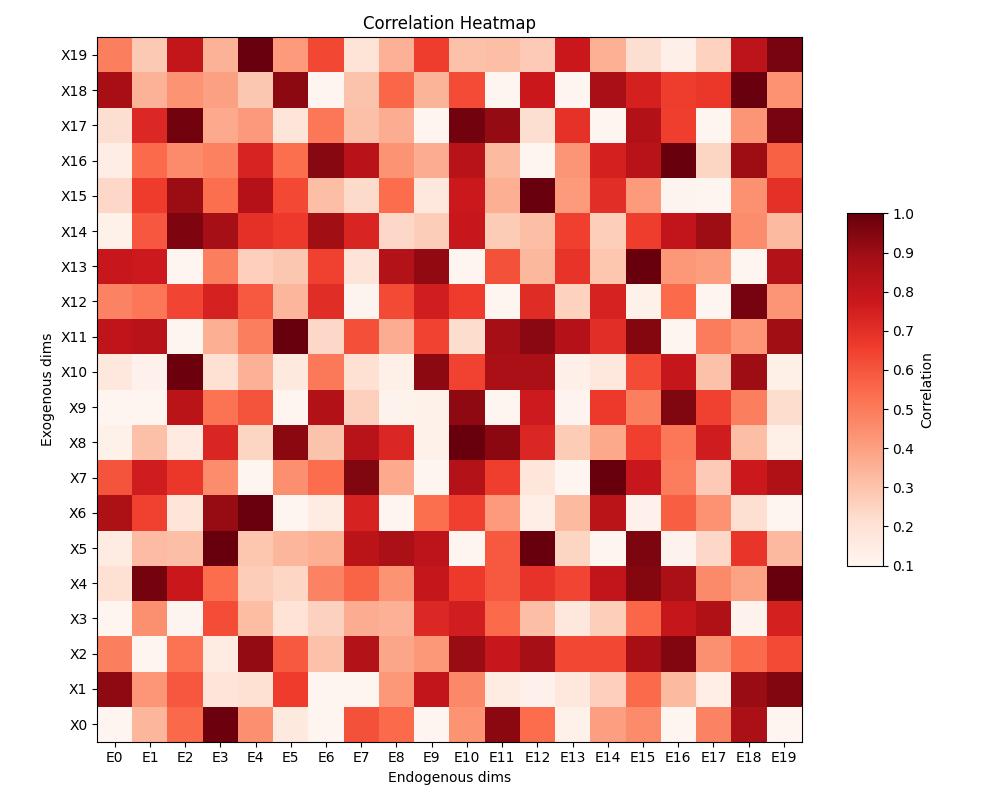 Correlation Heatmap
X19
X18
X17
X16
X15
X14
X13
X12
X11
X10
X9
X8
X7
X6
X5
X4
X3
X2
X1
X0
Exogenous dims
E0 E1 E2 E3 E4 E5 E6 E7 E8 E9 E10 E11 E12 E13 E14 E15 E16 E17 E18 E19
Endogenous dims
1.0
0.9
0.8
0.7
0.6
0.5
0.4
0.3
0.2
0.1
Correlation